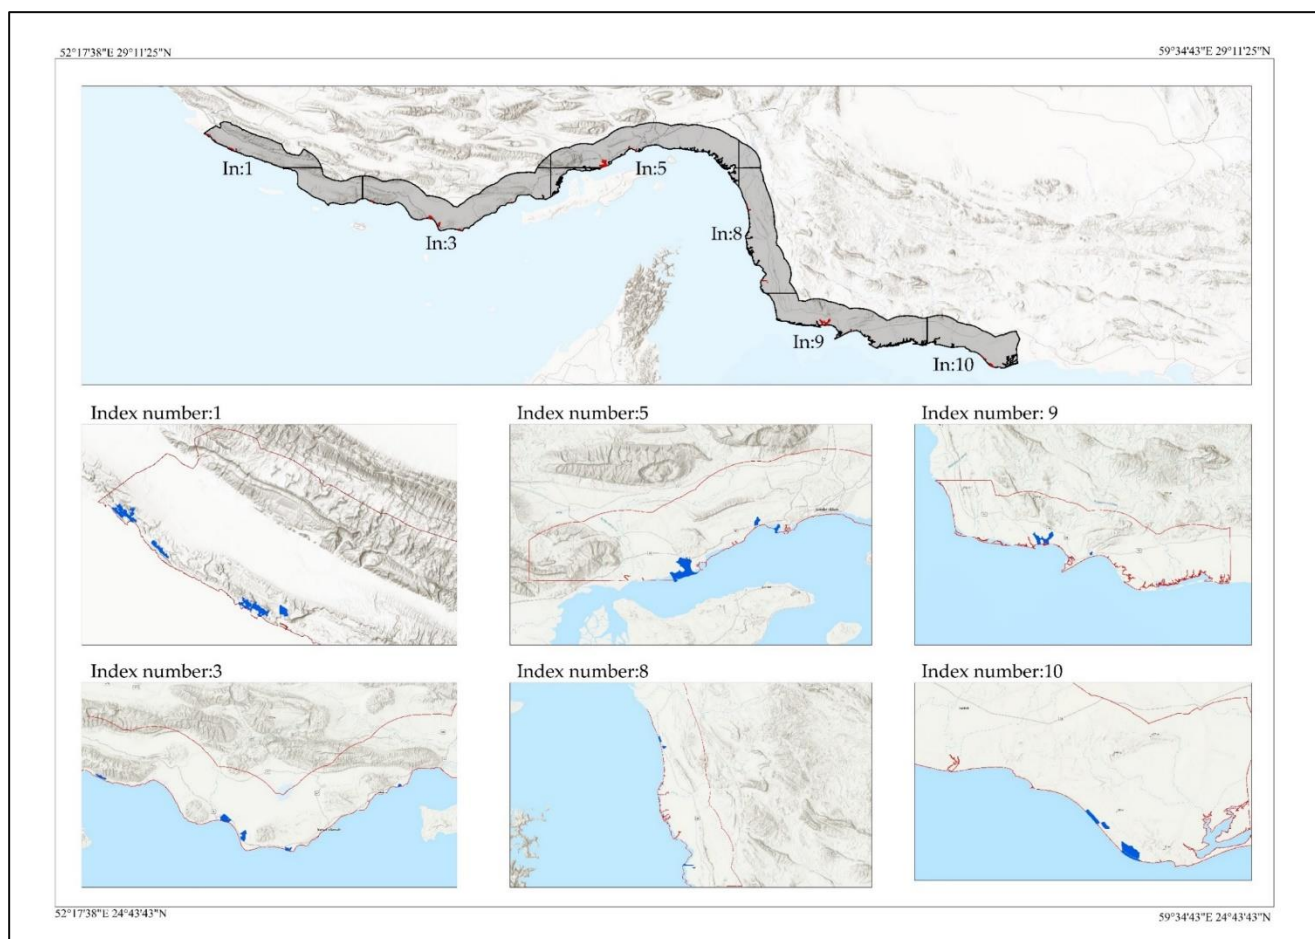 52°17'38"E 29°11'25"N
59°34'43"E 29°11'25"N
In:1
In:3
In:5
In:8
In:9
In:10
Index number:1
Index number:5
Index number: 9
Index number:3
Index number:8
Index number:10
52°17'38"E 24°43'43"N
59°34'43"E 24°43'43"N